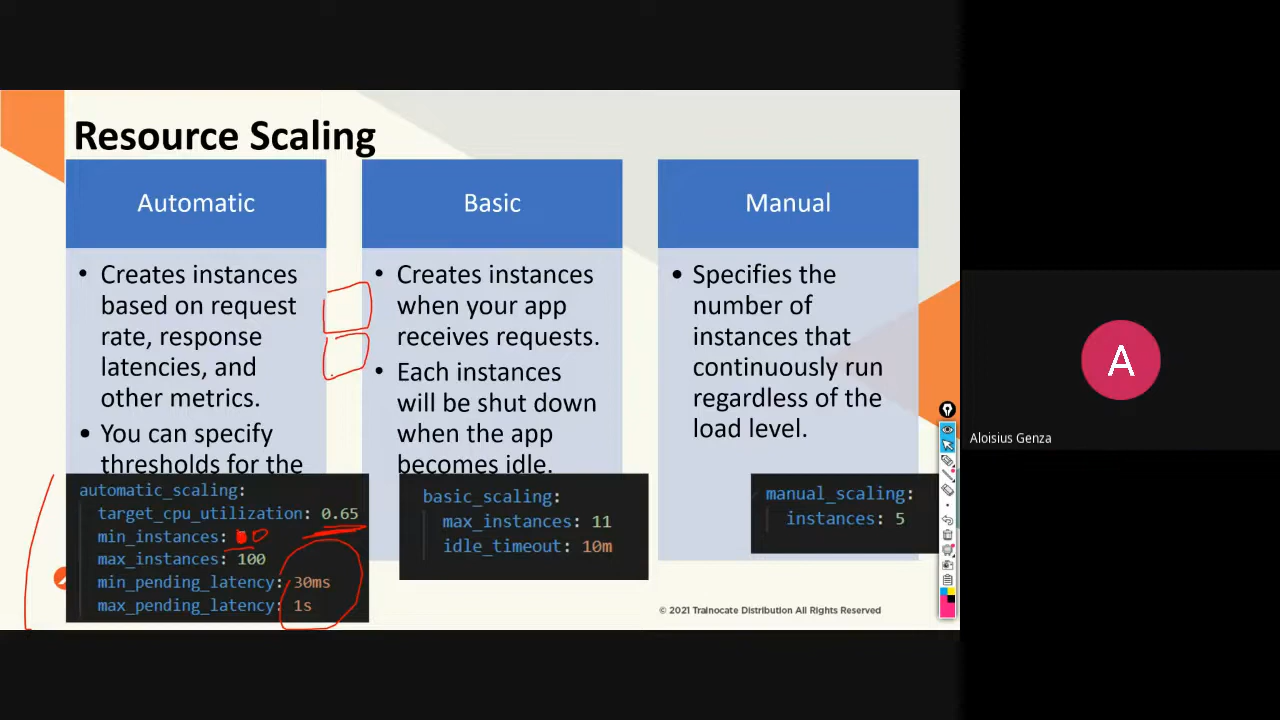 Resource Scaling
Automatic
• Creates instances
based on request
rate, response
latencies, and
other metrics.
• You can specify
thresholds for the
automatic_scaling:
target_cpu_utilization: 0.65
min_instances:
max_instances: 100
min_pending_latency: 30ms
max_pending_latency: 1s
Basic
• Creates instances
when your app
receives requests.
• Each instances
will be shut down
when the app
becomes idle.
basic_scaling:
max_instances: 11
idle_timeout: 10m
Manual
• Specifies the
number of
instances that
continuously run
regardless of the
load level.
manual_scaling:
instances: 5
© 2021 Trainocate Distribution All Rights Reserved
A
Aloisius Genza